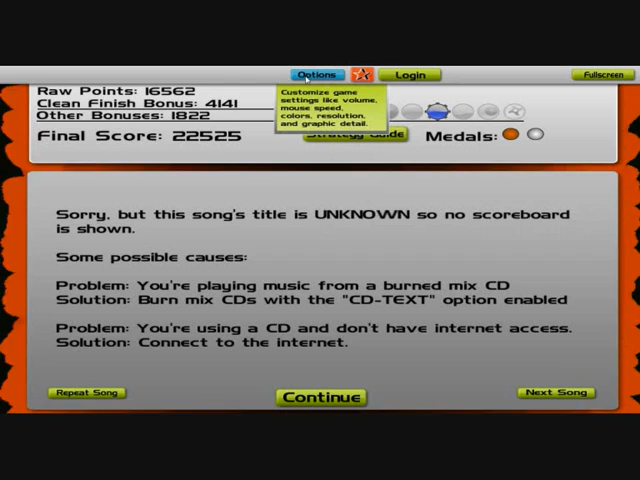 Options
Login
Fullscreen
Raw Points: 16562
Clean Finish Bonus: 4141
Other Bonuses: 1822
Final Score: 22525
Customize game
settings like volume,
mouse speed,
colors, resolution,
and graphic detail.
Strategy Guide
Medals:
Sorry, but this song's title is UNKNOWN so no scoreboard
is shown.
Some possible causes:
Problem: You're playing music from a burned mix CD
Solution: Burn mix CDs with the "CD-TEXT" option enabled
Problem: You're using a CD and don't have internet access.
Solution: Connect to the internet.
Repeat Song
Continue
Next Song